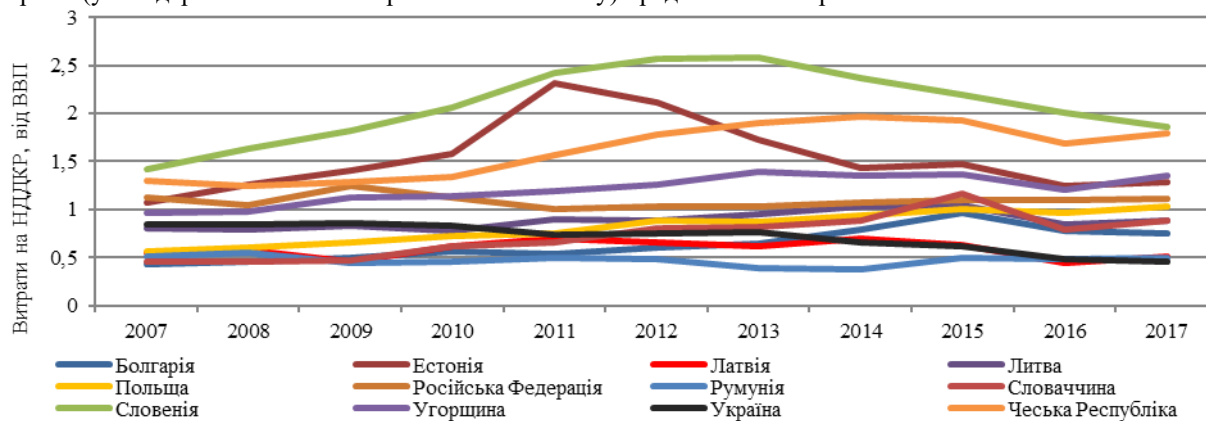 3
2,5
2
1,5
1
0,5
0
Витрати на НДДКР, від ВВП
2007 2008 2009 2010 2011 2012 2013 2014 2015 2016 2017
Болгарія Естонія Латвія Литва
Польща Російська Федерація Румунія Словаччина
Словенія Угорщина Україна Чеська Республіка